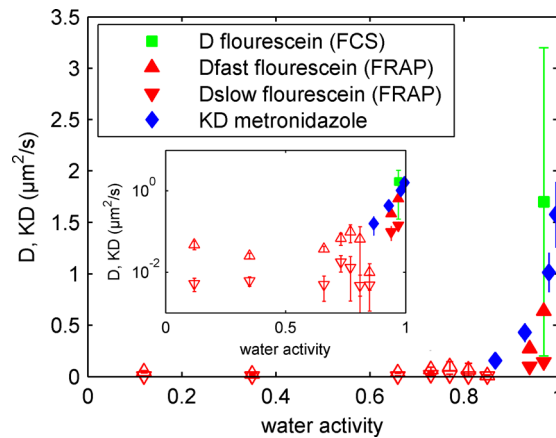 3.5
3
2.5
2
1.5
1
0.5
0
D, KD (µm²/s)
D flourescein (FCS)
Dfast flourescein (FRAP)
Dslow flourescein (FRAP)
KD metronidazole
D, KD (µm²/s)
10⁰
10⁻²
0 0.5 1
water activity
0 0.2 0.4 0.6 0.8 1
water activity